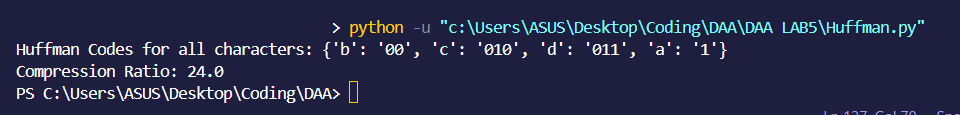 > python -u "c:\Users\ASUS\Desktop\Coding\DAA\DAA LAB5\Huffman.py"
Huffman Codes for all characters: {'b': '00', 'c': '010', 'd': '011', 'a': '1'}
Compression Ratio: 24.0
PS C:\Users\ASUS\Desktop\Coding\DAA>